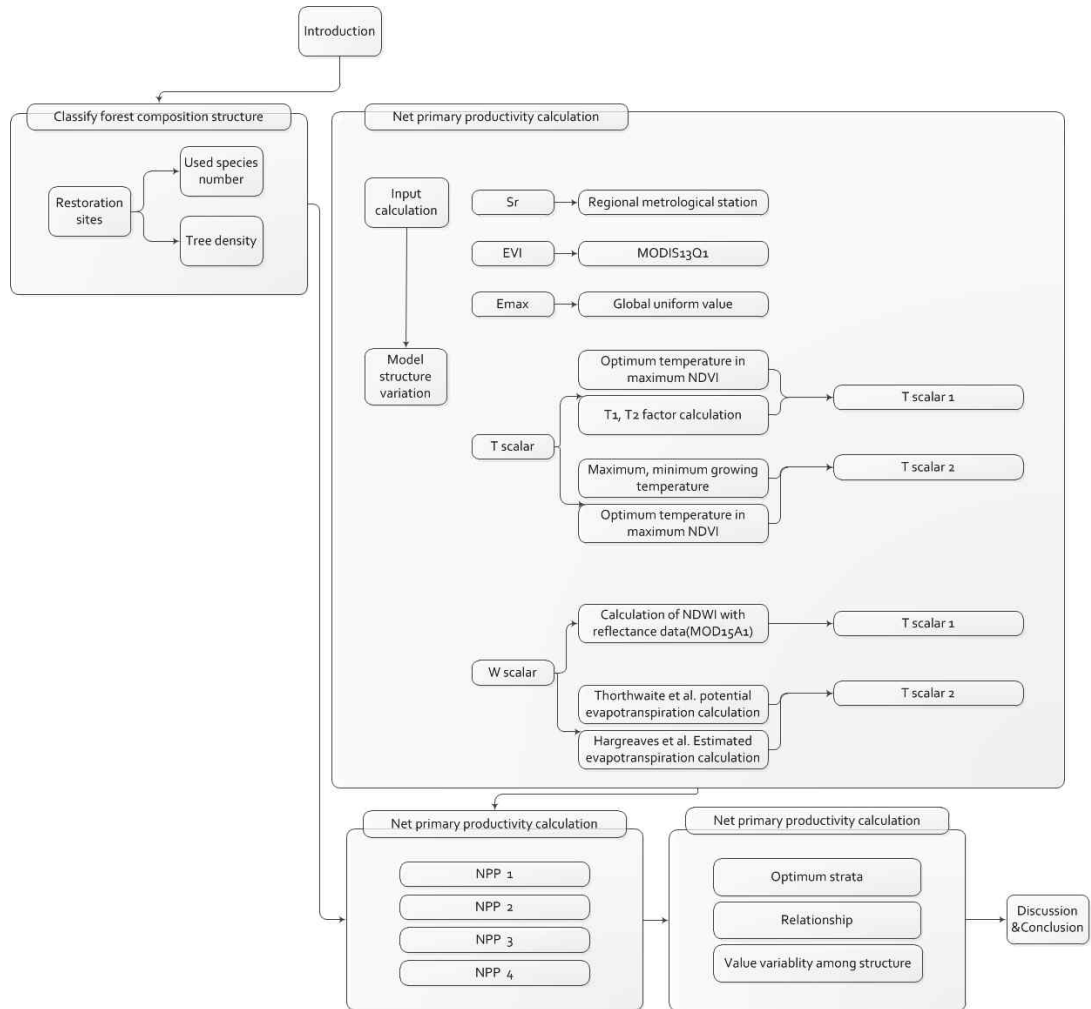 Introduction
Classify forest composition structure
Restoration
sites
Used species
number
Tree density
Net primary productivity calculation
Input
calculation
Model
structure
variation
Sr
Regional metrological station
EVI
MODIS13Q1
Emax
Global uniform value
T scalar
Optimum temperature in
maximum NDVI
T1, T2 factor calculation
T scalar 1
Maximum, minimum growing
temperature
Optimum temperature in
maximum NDVI
T scalar 2
W scalar
Calculation of NDWI with
reflectance data(MOD15A1)
T scalar 1
Thorthwaite et al. potential
evapotranspiration calculation
Hargreaves et al. Estimated
evapotranspiration calculation
T scalar 2
Net primary productivity calculation
NPP 1
NPP 2
NPP 3
NPP 4
Net primary productivity calculation
Optimum strata
Relationship
Value variablity among structure
Discussion
&Conclusion